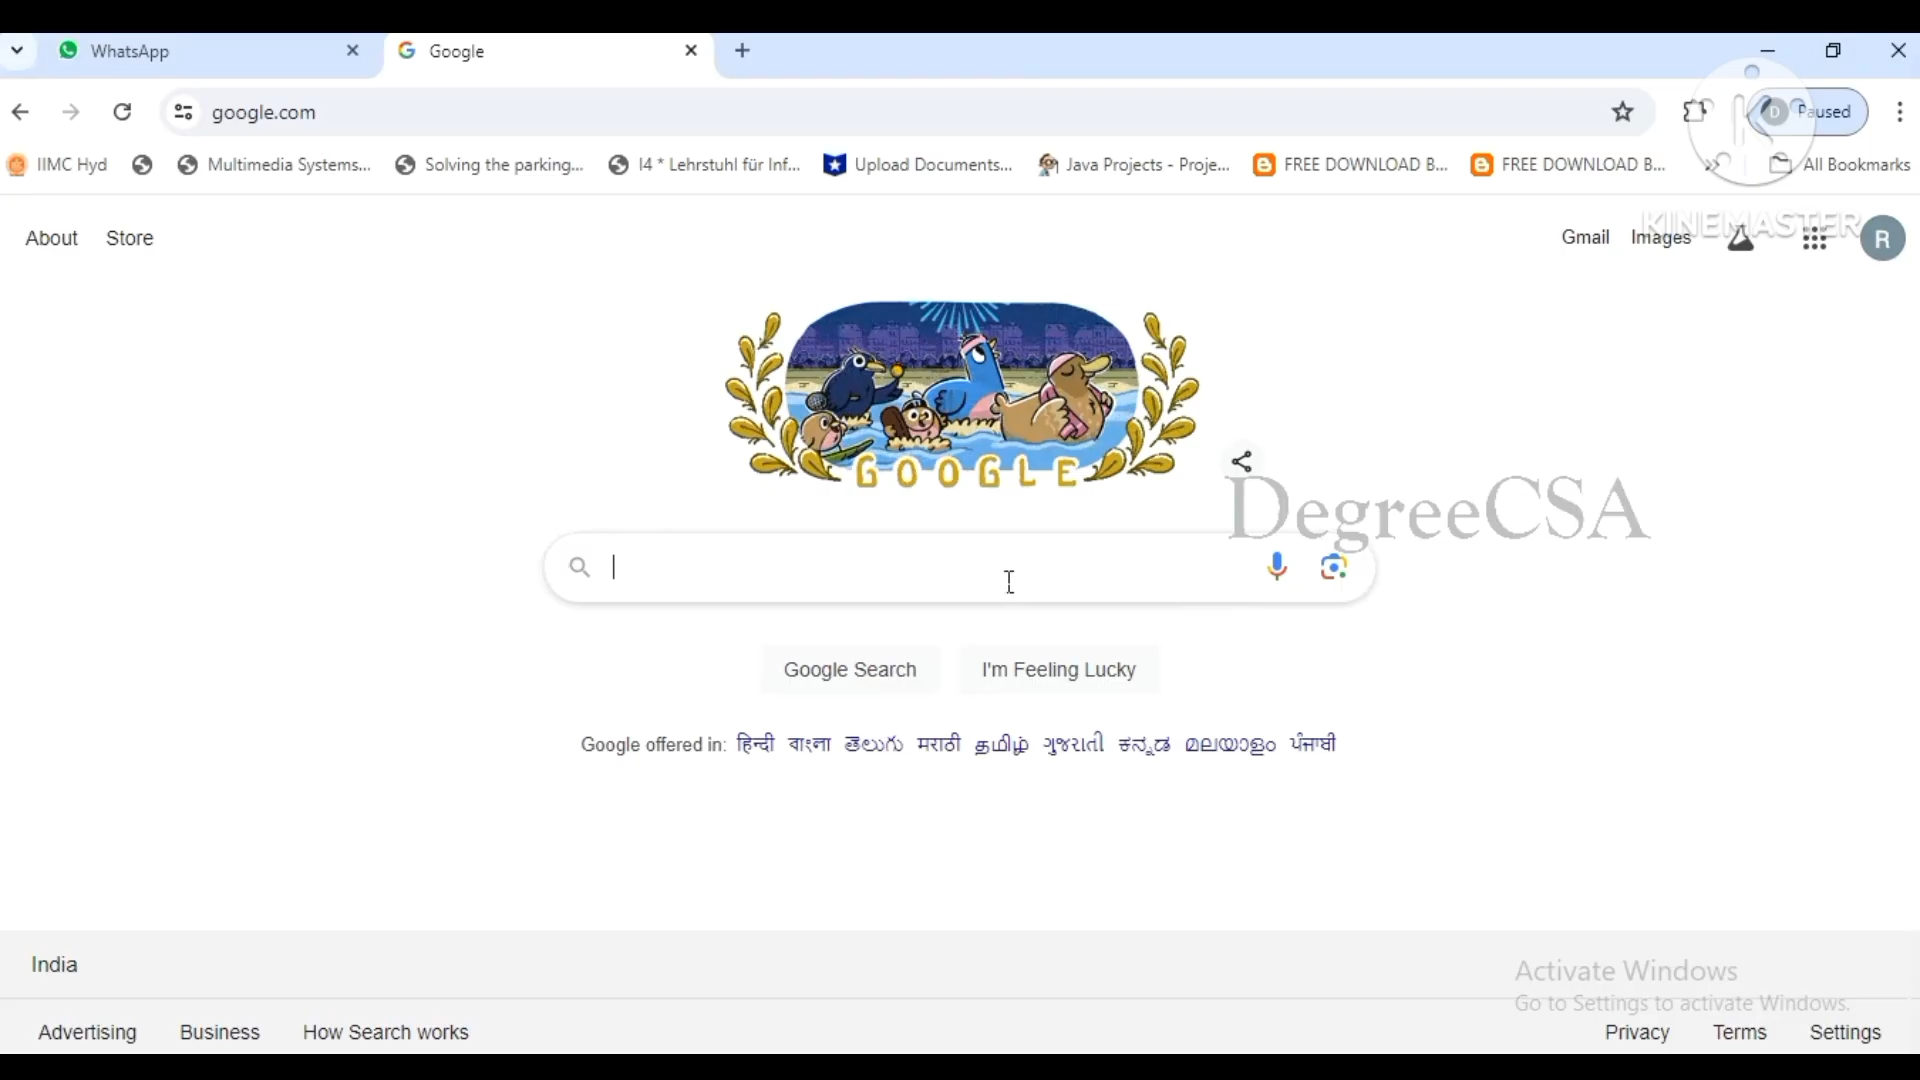 WhatsApp
Google
google.com
Paused
IIMC Hyd
Multimedia Systems...
Solving the parking...
I4 * Lehrstuhl für Inf...
Upload Documents...
Java Projects - Proje...
FREE DOWNLOAD B...
FREE DOWNLOAD B...
All Bookmarks
About
Store
Gmail
Images
KINEMASTER
R
GOOGLE
DegreeCSA
Google Search
I'm Feeling Lucky
Google offered in: हिन्दी বাংলা తెలుగు मराठी தமிழ் ગુજરાતી ಕನ್ನಡ മലയാളം ਪੰਜਾਬੀ
India
Activate Windows
Go to Settings to activate Windows.
Advertising
Business
How Search works
Privacy
Terms
Settings